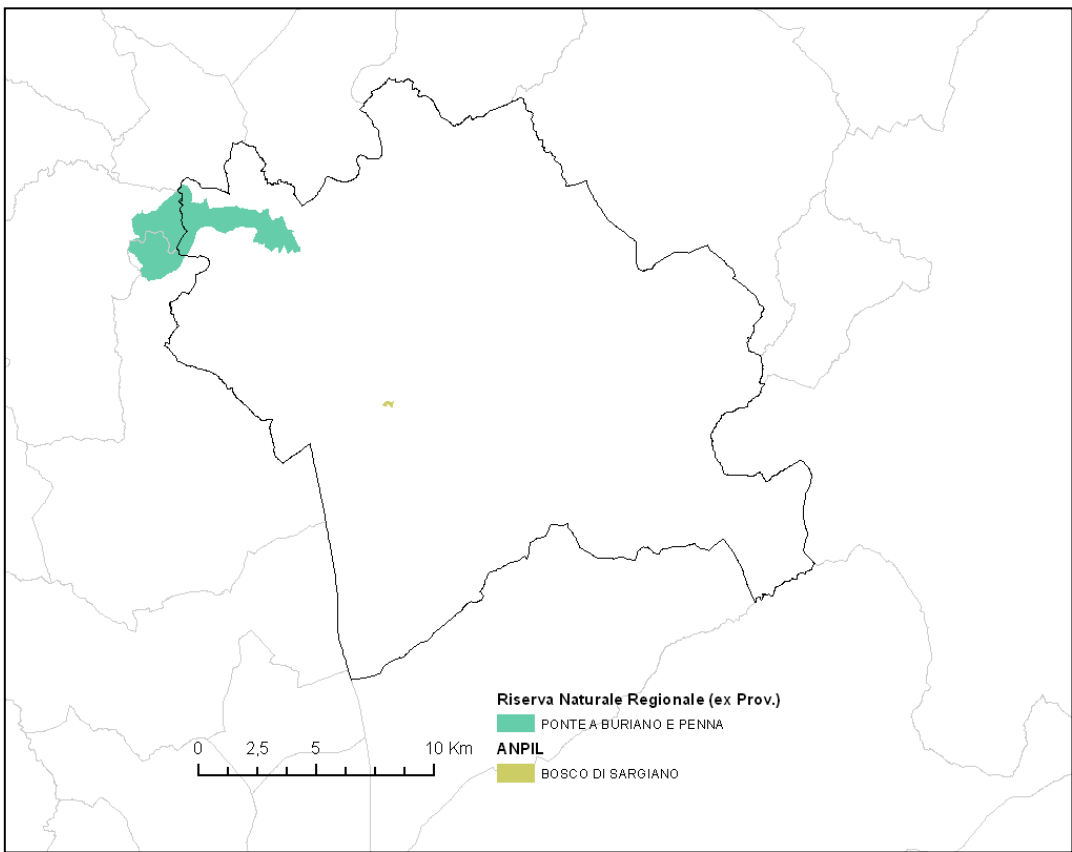 Riserva Naturale Regionale (ex Prov.)
PONTE A BURIANO E PENNA
ANPIL
BOSCO DI SARGIANO
0 2,5 5 10 Km